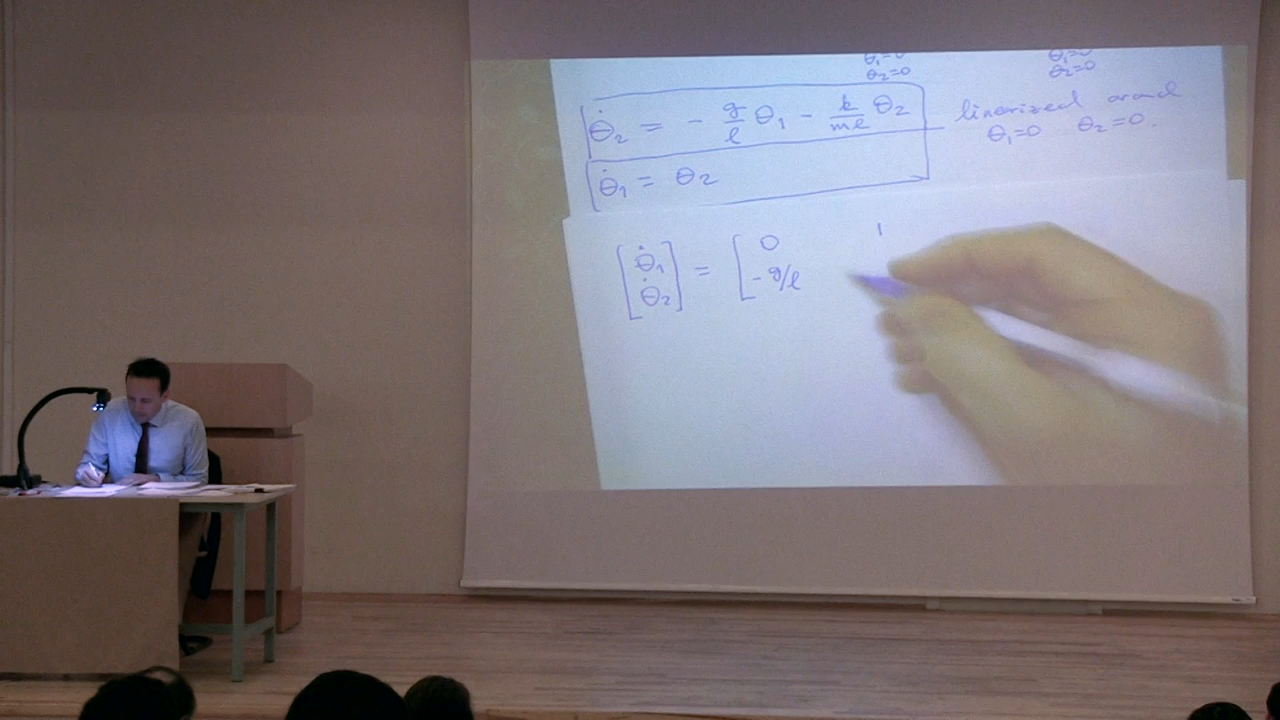 θ₁=0 θ₁=0
θ₂=0 θ₂=0
θ̇₂ = - g/l θ₁ - k/ml θ₂ linearized around
θ₁=0 θ₂=0.
θ̇₁ = θ₂
[θ̇₁ θ̇₂] = [0 1
-g/l